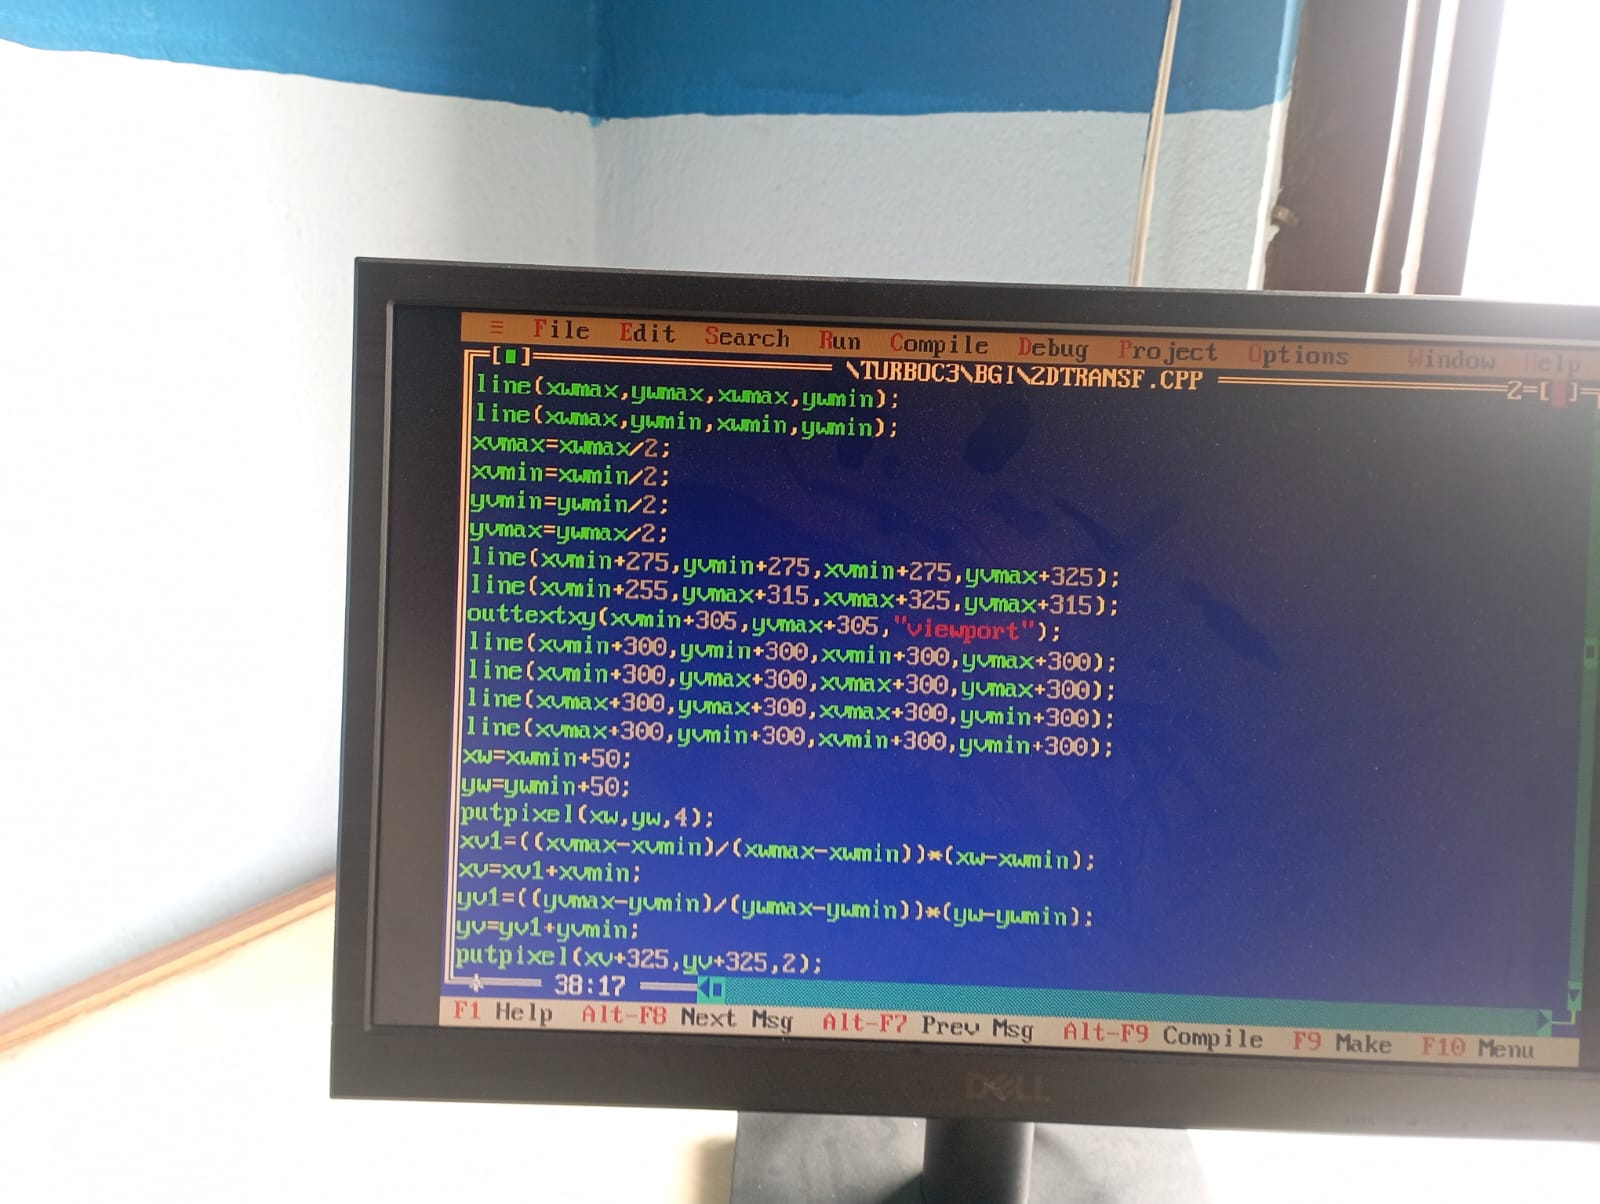 ≡ File Edit Search Run Compile Debug Project Options Window Help
\TURBOC3\BGI\2DTRANSF.CPP 2
line(xwmax,ywmax,xwmax,ywmin);
line(xwmax,ywmin,xwmin,ywmin);
xvmax=xwmax/2;
xvmin=xwmin/2;
yvmin=ywmin/2;
yvmax=ywmax/2;
line(xvmin+275,yvmin+275,xvmin+275,yvmax+325);
line(xvmin+255,yvmax+315,xvmax+325,yvmax+315);
outtextxy(xvmin+305,yvmax+305,"viewport");
line(xvmin+300,yvmin+300,xvmin+300,yvmax+300);
line(xvmin+300,yvmax+300,xvmax+300,yvmax+300);
line(xvmax+300,yvmax+300,xvmax+300,yvmin+300);
line(xvmax+300,yvmin+300,xvmin+300,yvmin+300);
xw=xwmin+50;
yw=ywmin+50;
putpixel(xw,yw,4);
xv1=((xvmax-xvmin)/(xwmax-xwmin))*(xw-xwmin);
xv=xv1+xvmin;
yv1=((yvmax-yvmin)/(ywmax-ywmin))*(yw-ywmin);
yv=yv1+yvmin;
putpixel(xv+325,yv+325,2);
38:17
F1 Help Alt-F8 Next Msg Alt-F7 Prev Msg Alt-F9 Compile F9 Make F10 Menu
DELL